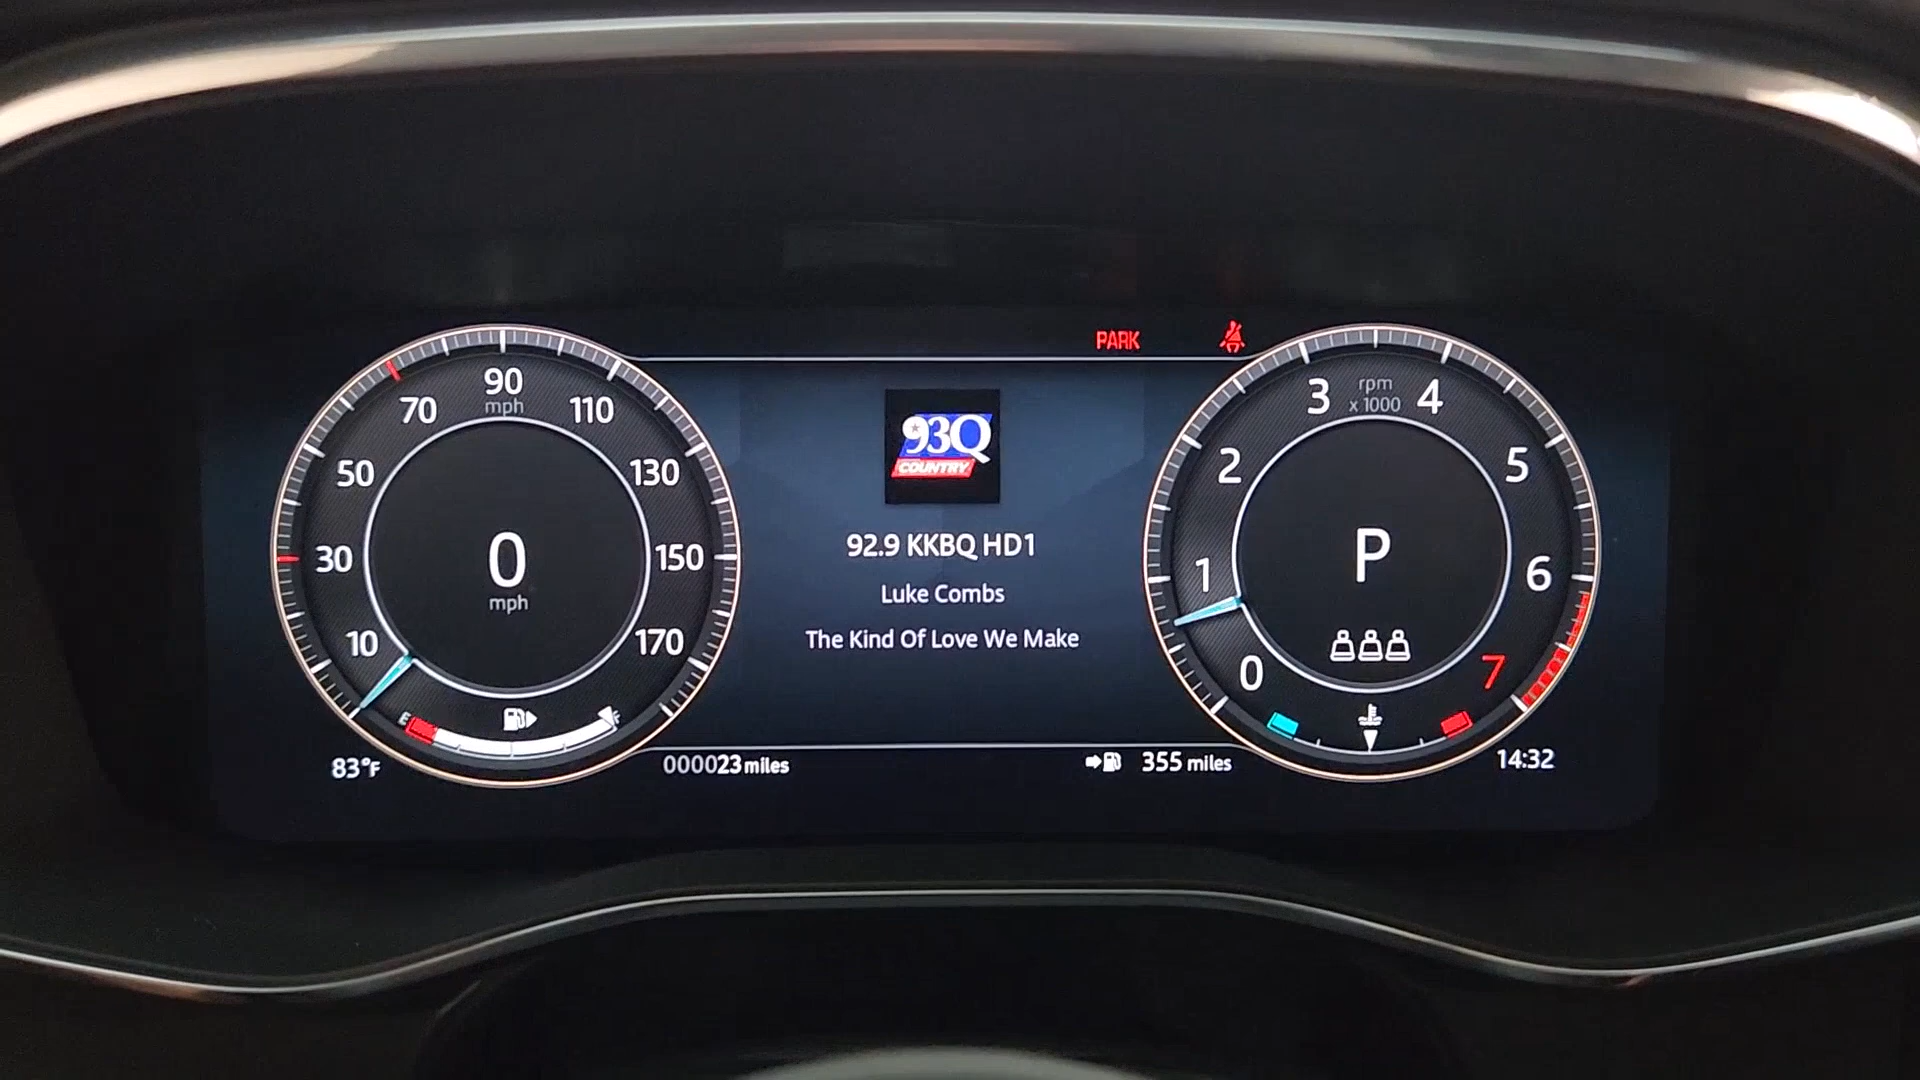 PARK
90
mph
70
110
50
130
30
150
10
170
0
mph
E
F
83°F
000023 miles
93Q
COUNTRY
92.9 KKBQ HD1
Luke Combs
The Kind Of Love We Make
355 miles
rpm
x 1000
3
4
2
5
1
6
0
7
P
14:32